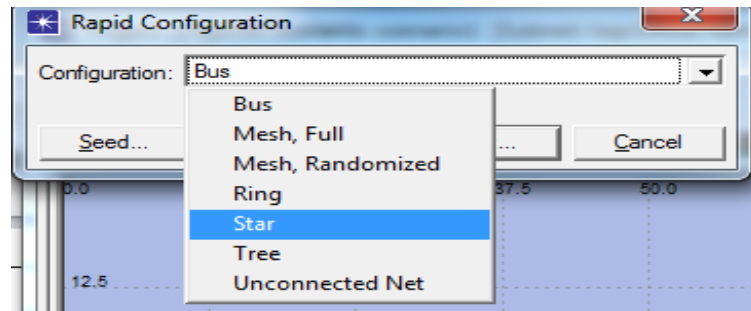 Rapid Configuration
Configuration: Bus
Bus
Mesh, Full
Mesh, Randomized
Ring
Star
Tree
Unconnected Net
Seed... ... Cancel
0.0 37.5 50.0
12.5